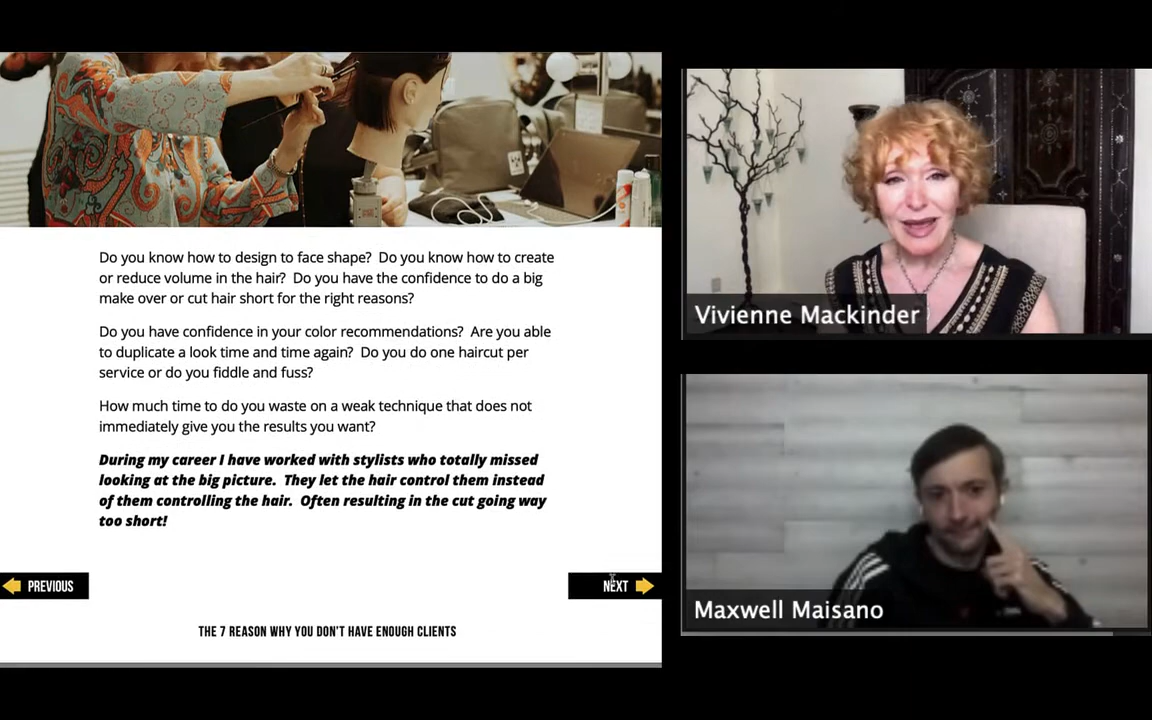 Do you know how to design to face shape?  Do you know how to create
or reduce volume in the hair?  Do you have the confidence to do a big
make over or cut hair short for the right reasons?
Do you have confidence in your color recommendations?  Are you able
to duplicate a look time and time again?  Do you do one haircut per
service or do you fiddle and fuss?
How much time to do you waste on a weak technique that does not
immediately give you the results you want?
During my career I have worked with stylists who totally missed
looking at the big picture.  They let the hair control them instead
of them controlling the hair.  Often resulting in the cut going way
too short!
PREVIOUS
NEXT
THE 7 REASON WHY YOU DON'T HAVE ENOUGH CLIENTS
Vivienne Mackinder
Maxwell Maisano